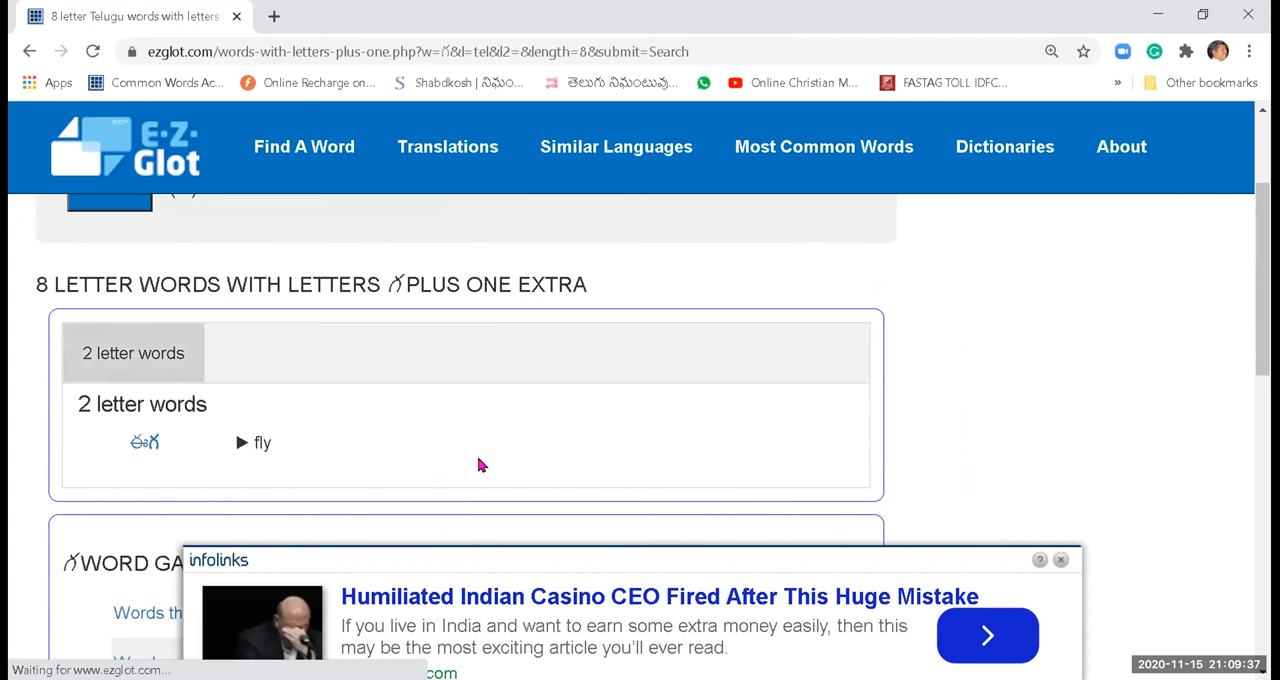 8 letter Telugu words with letters
ezglot.com/words-with-letters-plus-one.php?w=గ&l=tel&l2=&length=8&submit=Search
Apps Common Words Ac... Online Recharge on... Shabdkosh | నిఘం... తెలుగు నిఘంటువు... Online Christian M... FASTAG TOLL IDFC... » Other bookmarks
E·Z·
Glot
Find A Word Translations Similar Languages Most Common Words Dictionaries About
8 LETTER WORDS WITH LETTERS గ PLUS ONE EXTRA
2 letter words
2 letter words
ఈగ ▶ fly
గ WORD GA
infolinks
Words th
Humiliated Indian Casino CEO Fired After This Huge Mistake
If you live in India and want to earn some extra money easily, then this
may be the most exciting article you'll ever read.
Waiting for www.ezglot.com...
com
2020-11-15 21:09:37